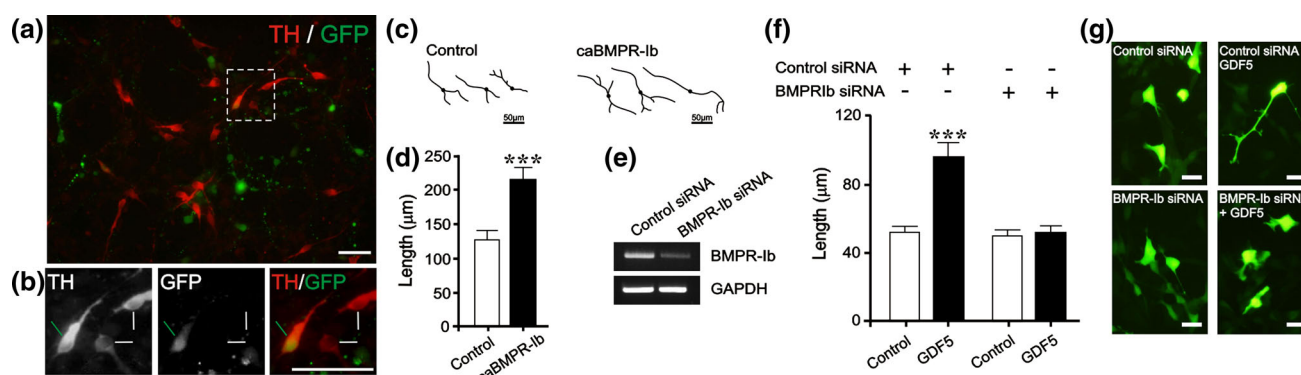 (a)
TH / GFP
(b)
TH
GFP
TH/GFP
(c)
Control
caBMPR-Ib
50µm
50µm
(d)
Length (µm)
250
200
150
100
50
0
***
Control
caBMPR-Ib
(e)
Control siRNA
BMPR-Ib siRNA
BMPR-Ib
GAPDH
(f)
Control siRNA + + - -
BMPRIb siRNA - - + +
Length (µm)
120
80
40
0
***
Control
GDF5
Control
GDF5
(g)
Control siRNA
Control siRNA
GDF5
BMPR-Ib siRNA
BMPR-Ib siRN
+ GDF5